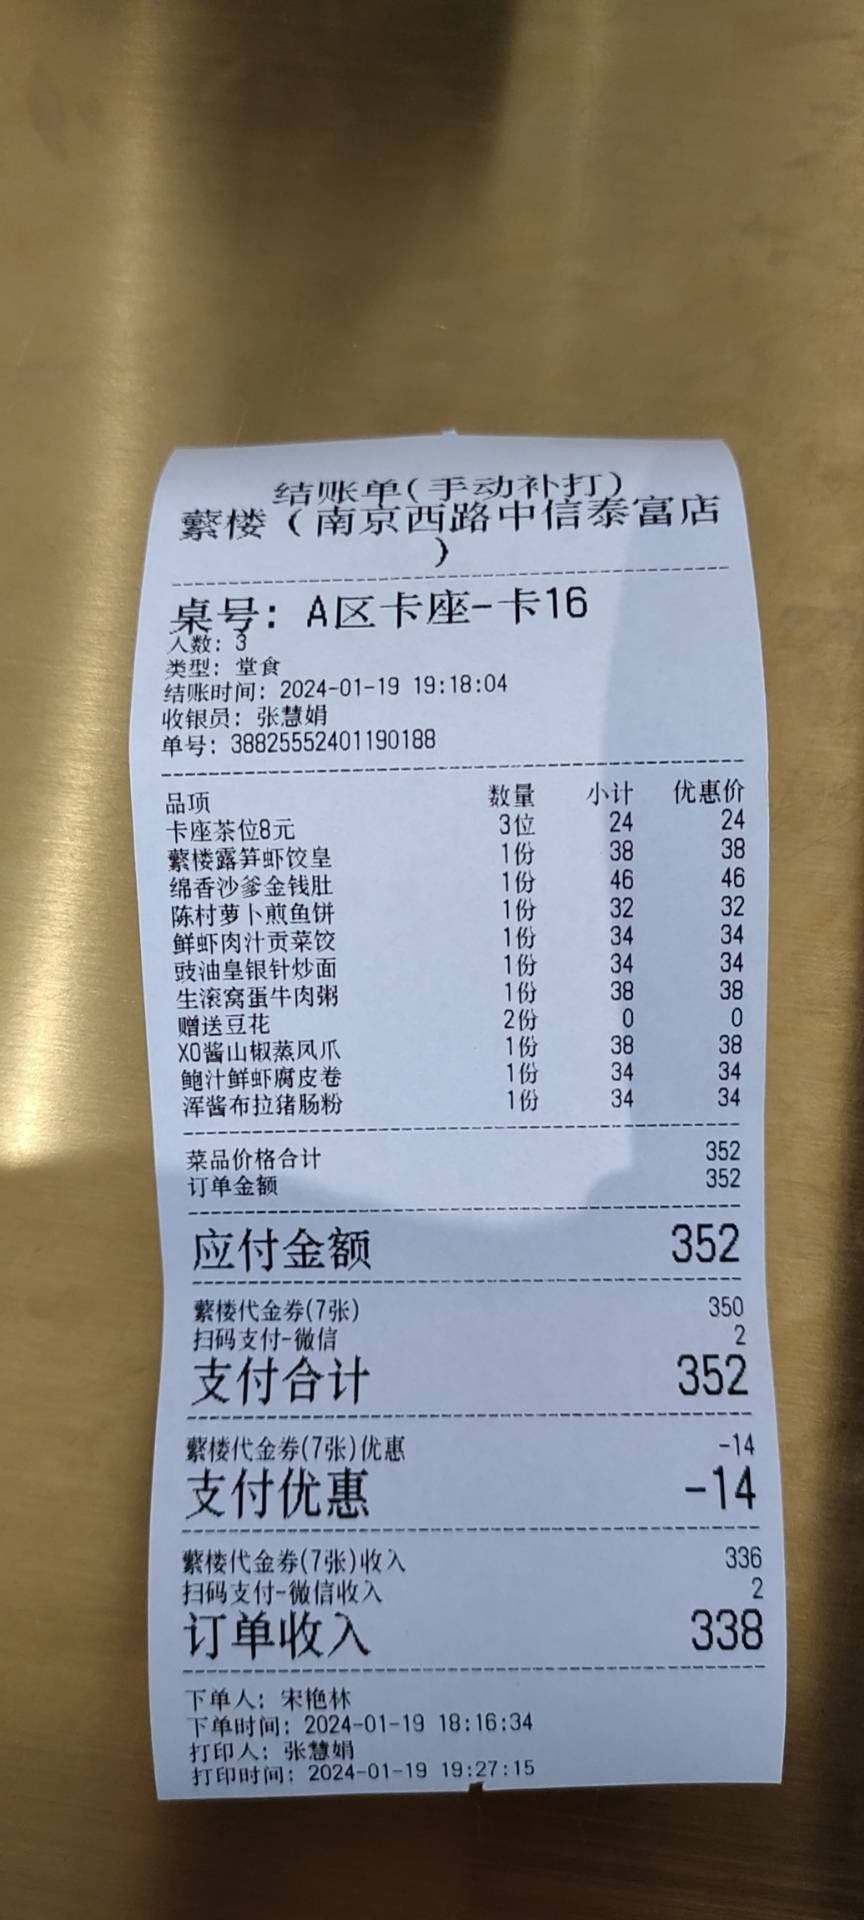 结账单(手动补打)
蘩楼（南京西路中信泰富店
）
桌号: A区卡座-卡16
人数: 3
类型: 堂食
结账时间: 2024-01-19 19:18:04
收银员: 张慧娟
单号: 38825552401190188
品项 数量 小计 优惠价
卡座茶位8元 3位 24 24
蘩楼露笋虾饺皇 1份 38 38
绵香沙爹金钱肚 1份 46 46
陈村萝卜煎鱼饼 1份 32 32
鲜虾肉汁贡菜饺 1份 34 34
豉油皇银针炒面 1份 34 34
生滚窝蛋牛肉粥 1份 38 38
赠送豆花 2份 0 0
XO酱山椒蒸凤爪 1份 38 38
鲍汁鲜虾腐皮卷 1份 34 34
浑酱布拉猪肠粉 1份 34 34
菜品价格合计 352
订单金额 352
应付金额 352
蘩楼代金券(7张) 350
扫码支付-微信 2
支付合计 352
蘩楼代金券(7张)优惠 -14
支付优惠 -14
蘩楼代金券(7张)收入 336
扫码支付-微信收入 2
订单收入 338
下单人: 宋艳林
下单时间: 2024-01-19 18:16:34
打印人: 张慧娟
打印时间: 2024-01-19 19:27:15